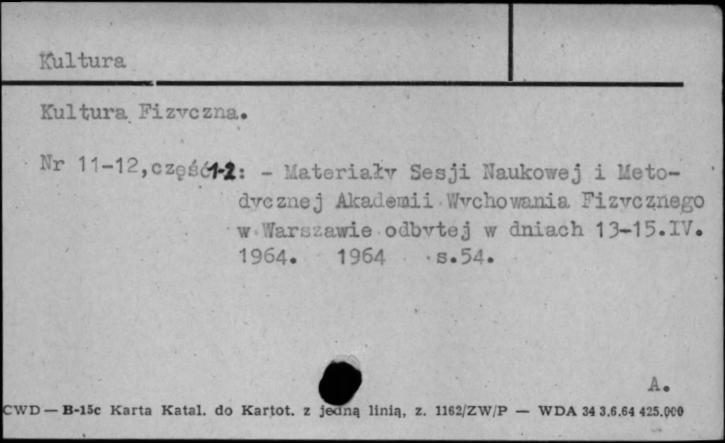 Kultura
Kultura Fizyczna.
Nr 11-12, część 1-2: - Materiały Sesji Naukowej i Meto-
dycznej Akademii Wychowania Fizycznego
w Warszawie odbytej w dniach 13-15.IV.
1964. 1964 s.54.
A.
CWD — B-15c Karta Katal. do Kartot. z jedną linią, z. 1162/ZW/P — WDA 34 3.6.64 425.000